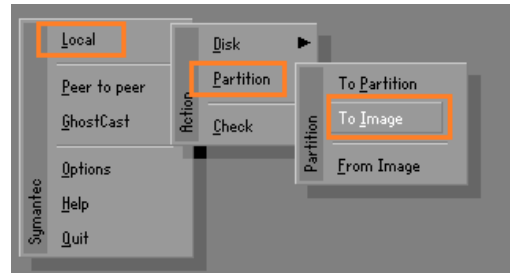 Local
Peer to peer
GhostCast
Options
Help
Quit
Symantec
Disk
Partition
Check
Action
To Partition
To Image
From Image
Partition